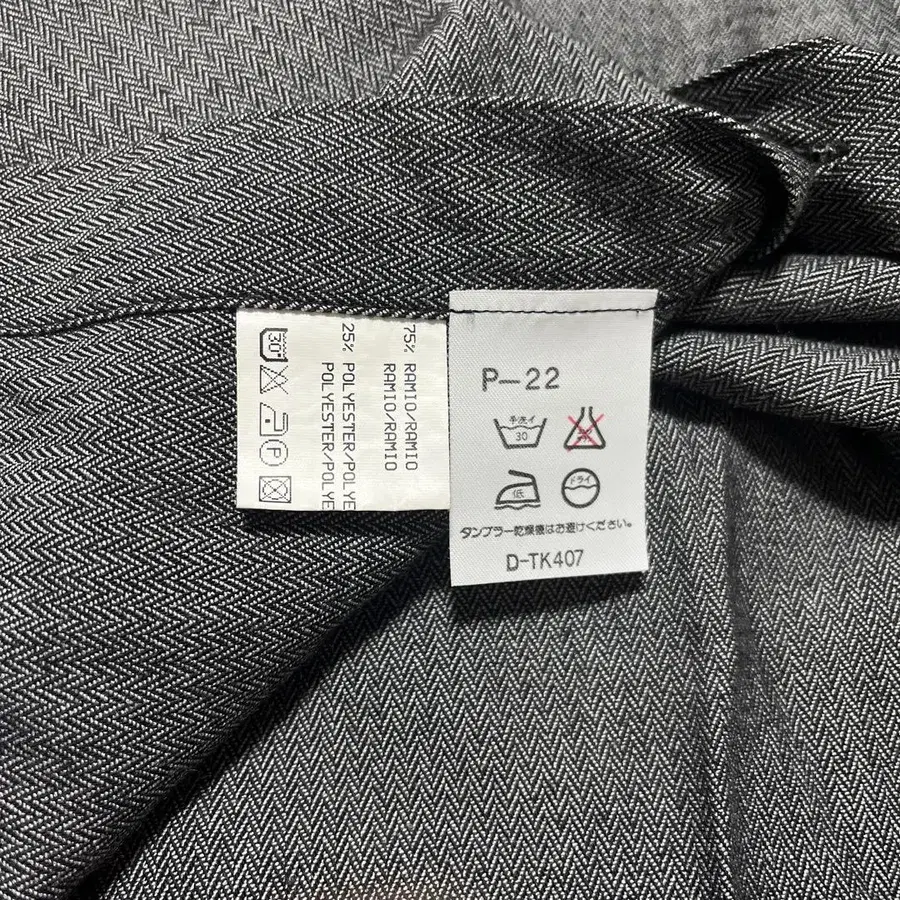 75% RAMIO/RAMIO
RAMIO/RAMIO
25% POLYESTER/POLYE
POLYESTER/POLYE
30°
P
P-22
手洗イ
30
低
ドライ
タンブラー乾燥後はお避けください。
D-TK407